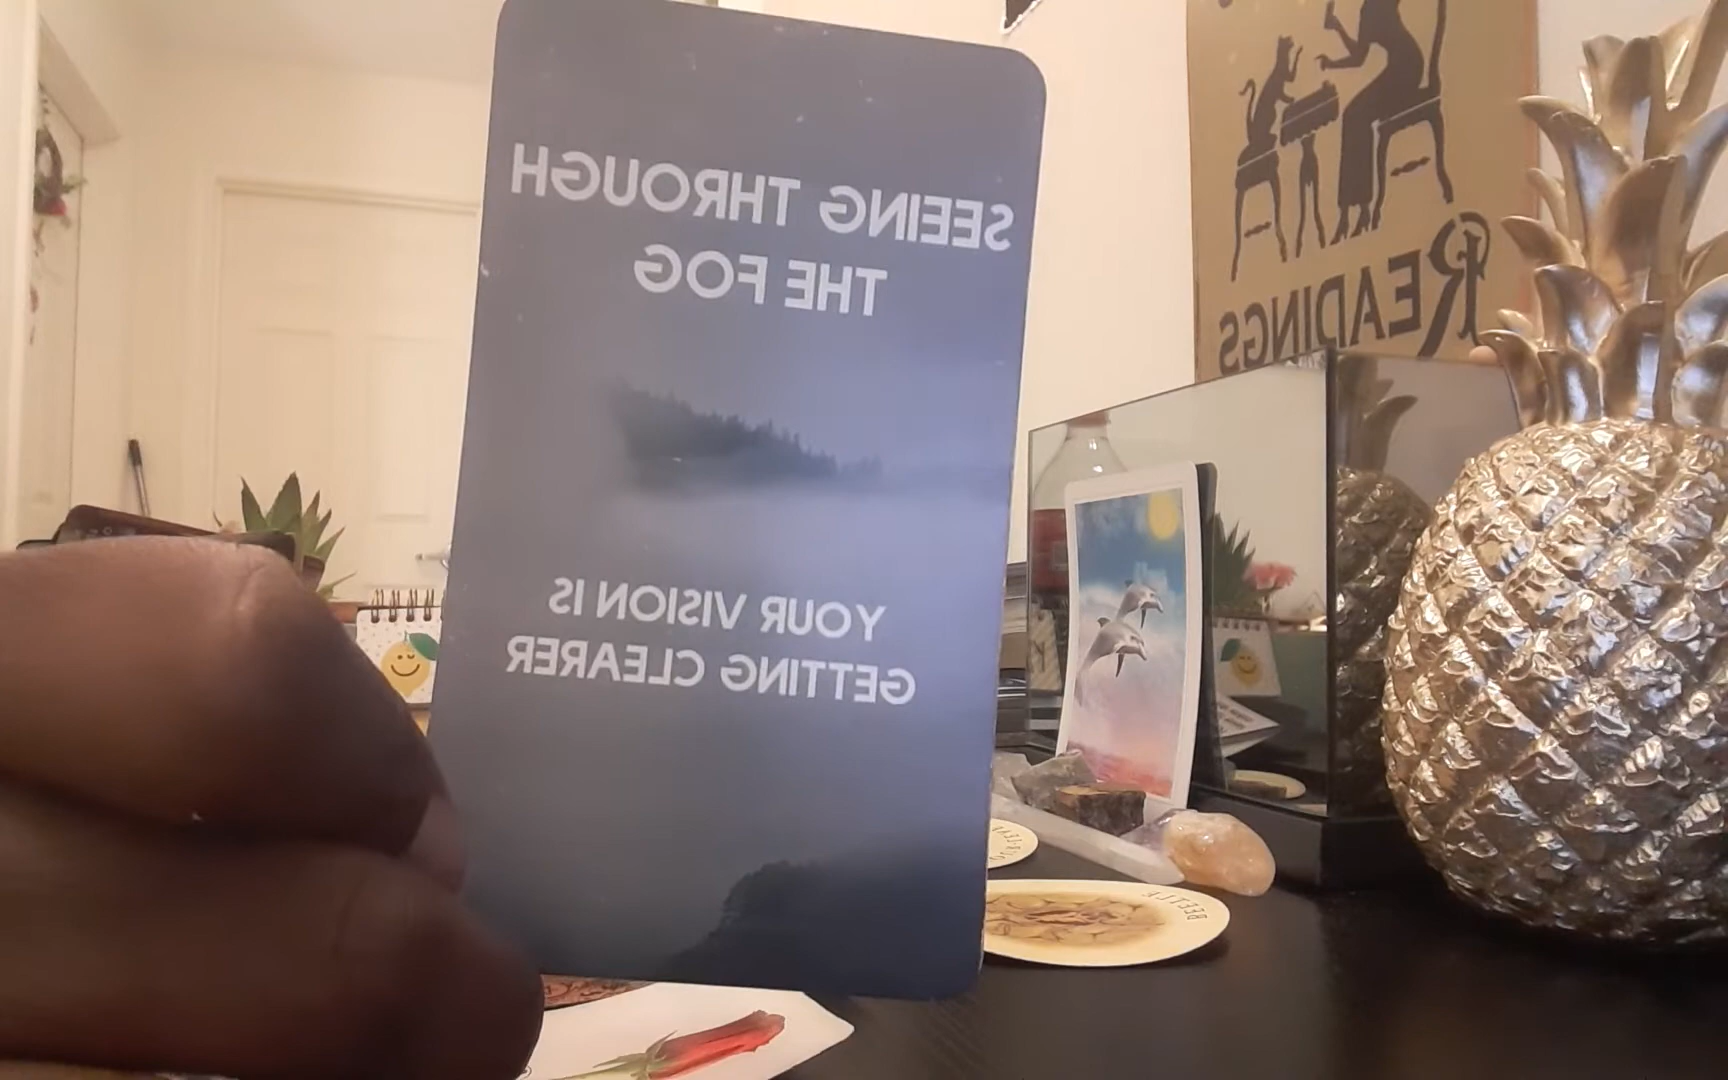 SEEING THROUGH
THE FOG
YOUR VISION IS
GETTING CLEARER
READINGS
BEETLE